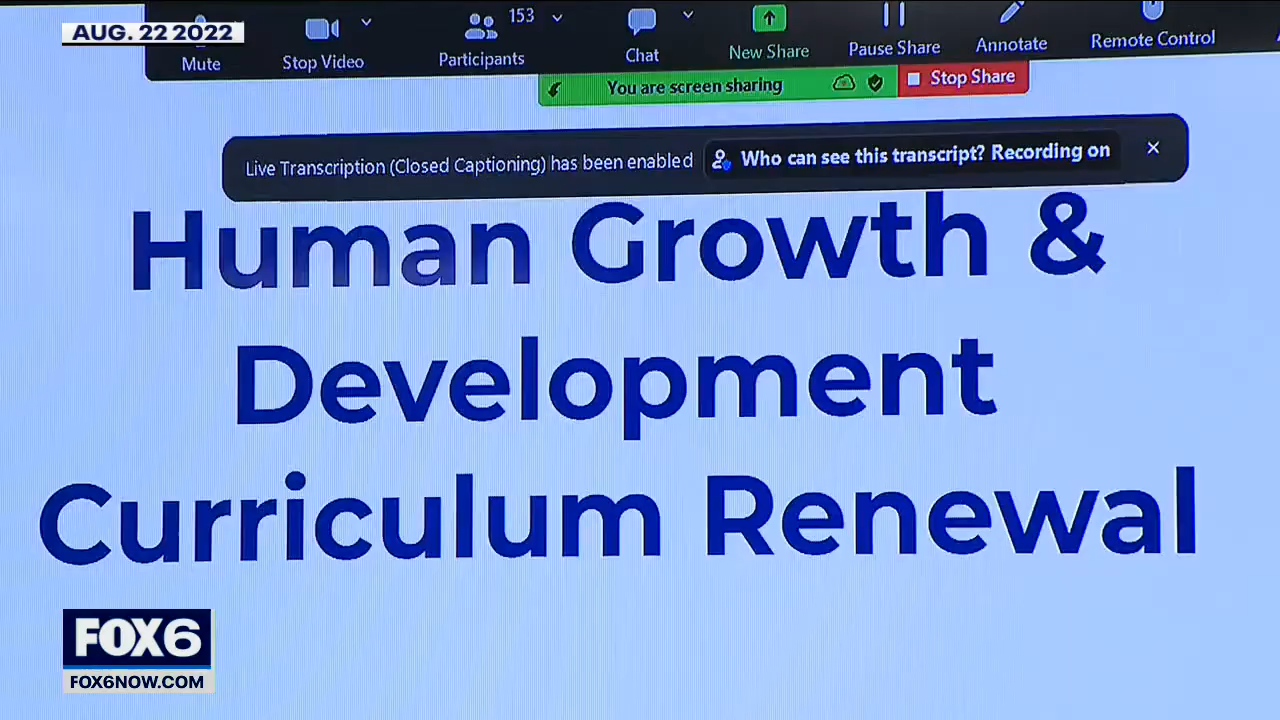 AUG. 22 2022
153
Mute
Stop Video
Participants
Chat
New Share
Pause Share
Annotate
Remote Control
You are screen sharing
Stop Share
Live Transcription (Closed Captioning) has been enabled
Who can see this transcript? Recording on
Human Growth &
Development
Curriculum Renewal
FOX6
FOX6NOW.COM